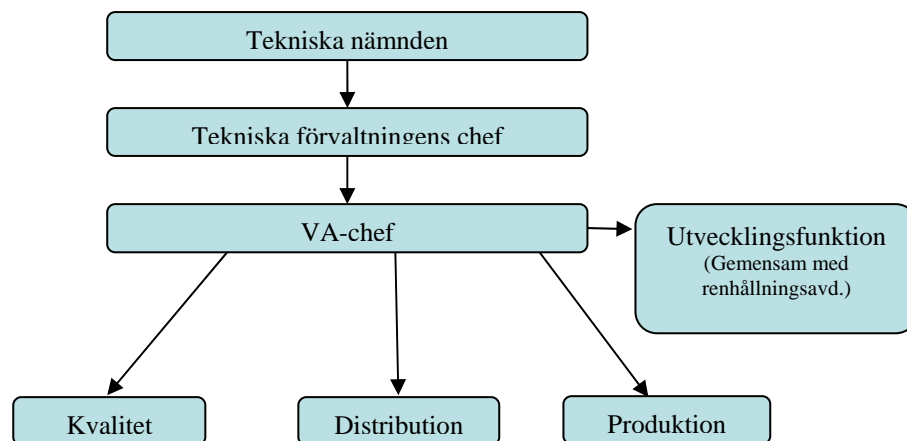 Tekniska nämnden
Tekniska förvaltningens chef
VA-chef
Utvecklingsfunktion
(Gemensam med
renhållningsavd.)
Kvalitet
Distribution
Produktion